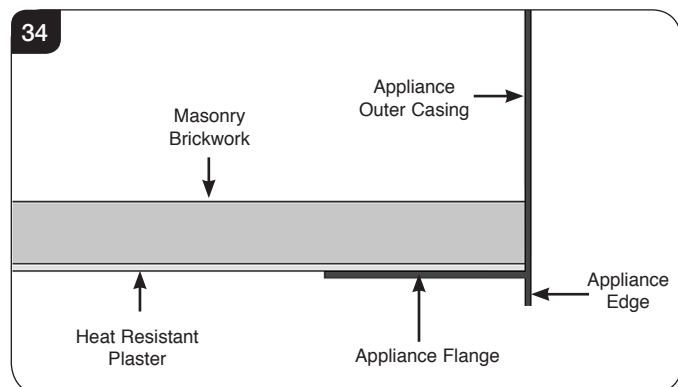 34
Appliance
Outer Casing
Masonry
Brickwork
Appliance
Edge
Heat Resistant
Plaster
Appliance Flange